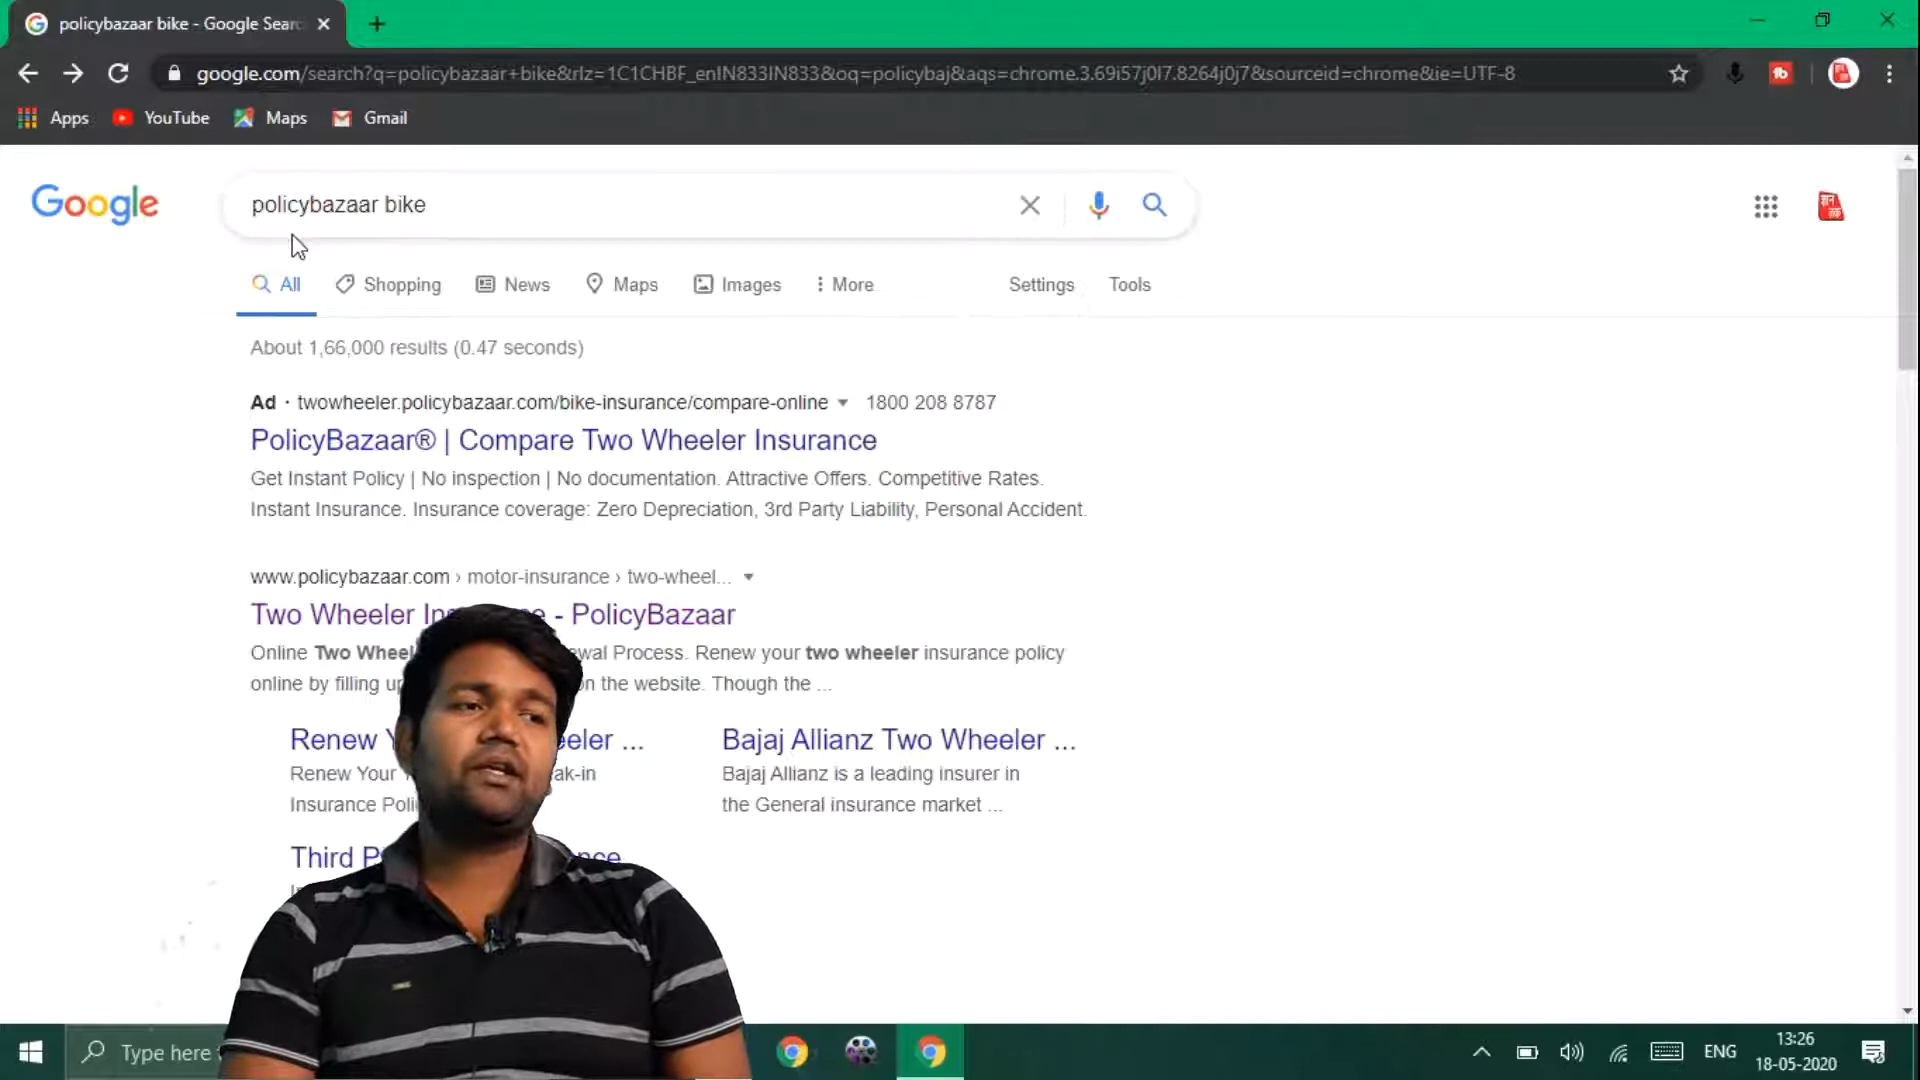 policybazaar bike - Google Searc
google.com/search?q=policybazaar+bike&rlz=1C1CHBF_enIN833IN833&oq=policybaj&aqs=chrome.3.69i57j0l7.8264j0j7&sourceid=chrome&ie=UTF-8
Apps YouTube Maps Gmail
Google
policybazaar bike
All Shopping News Maps Images More Settings Tools
About 1,66,000 results (0.47 seconds)
Ad · twowheeler.policybazaar.com/bike-insurance/compare-online 1800 208 8787
PolicyBazaar® | Compare Two Wheeler Insurance
Get Instant Policy | No inspection | No documentation. Attractive Offers. Competitive Rates.
Instant Insurance. Insurance coverage: Zero Depreciation, 3rd Party Liability, Personal Accident.
www.policybazaar.com › motor-insurance › two-wheel...
Two Wheeler In e - PolicyBazaar
Online Two Wheel wal Process. Renew your two wheeler insurance policy
online by filling up on the website. Though the ...
Renew eeler ... Bajaj Allianz Two Wheeler ...
Renew Your ak-in Bajaj Allianz is a leading insurer in
Insurance Poli the General insurance market ...
Third P nce
Type here
ENG
13:26
18-05-2020